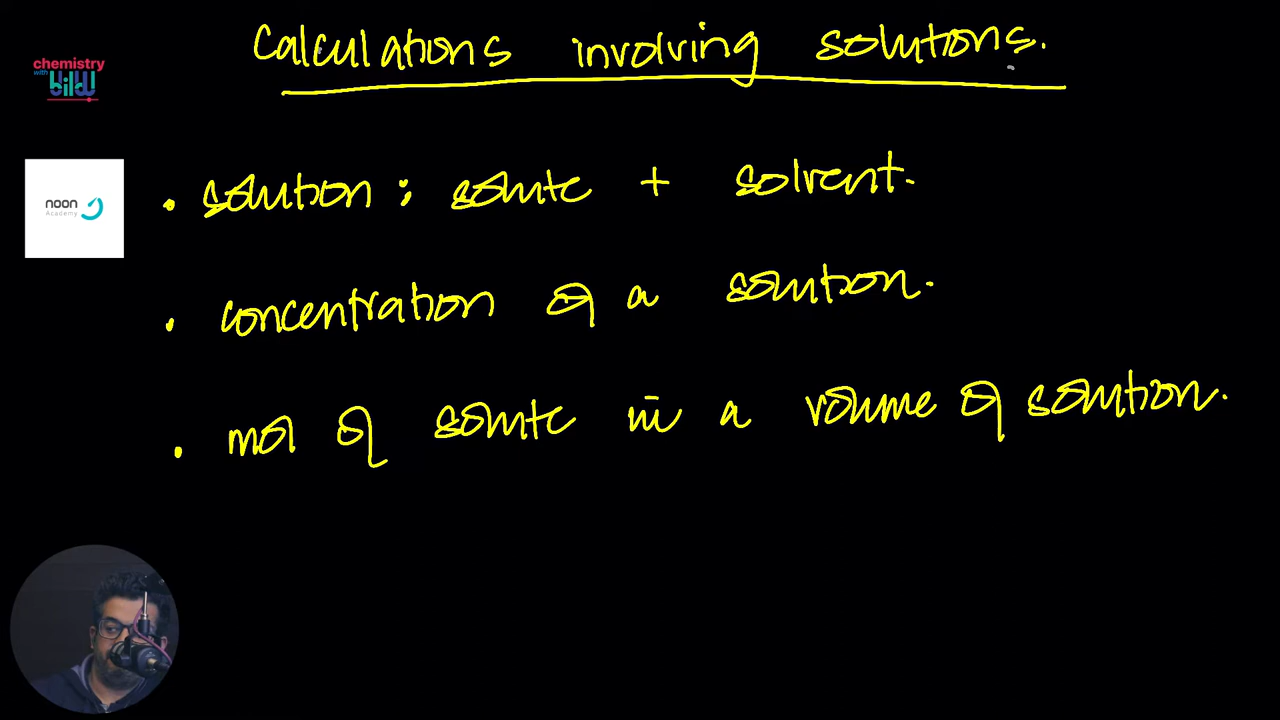 calculations involving solutions.
chemistry
with bilal
noon
Academy
• solution : solute + solvent.
• concentration of a solution.
• mol of solute in a volume of solution.